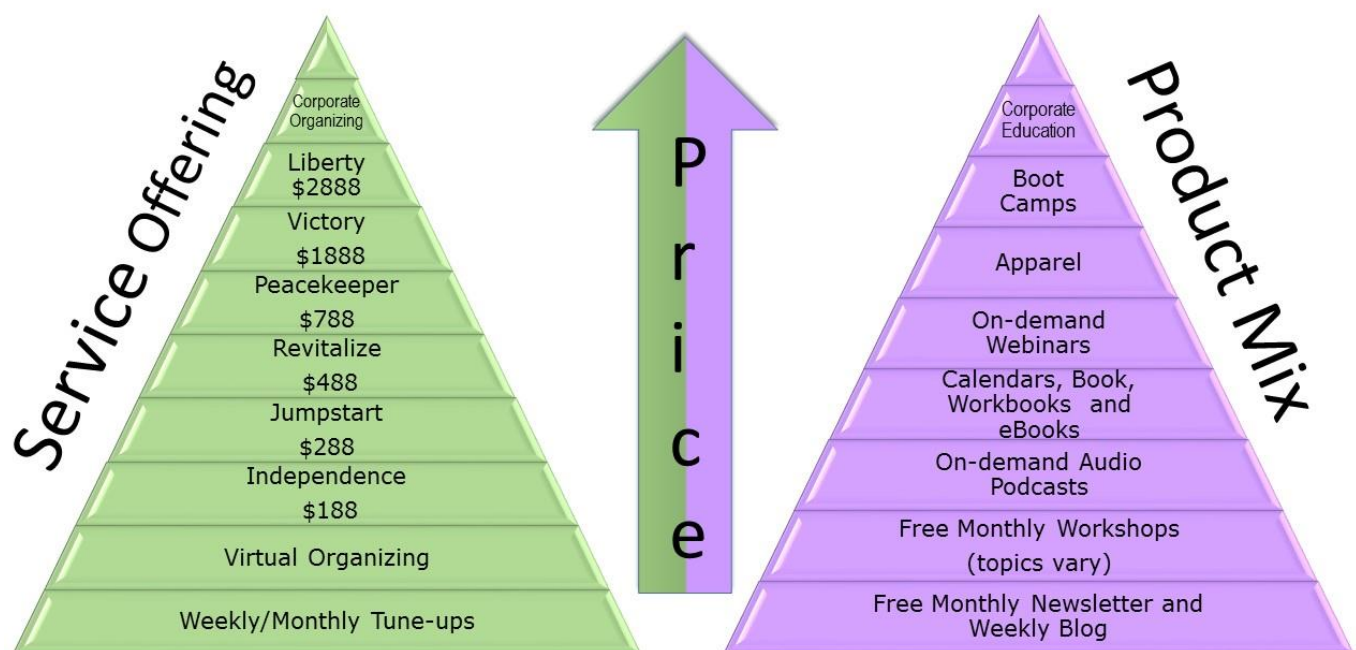 Service Offering
Corporate
Organizing
Liberty
$2888
Victory
$1888
Peacekeeper
$788
Revitalize
$488
Jumpstart
$288
Independence
$188
Virtual Organizing
Weekly/Monthly Tune-ups
Price
Product Mix
Corporate
Education
Boot
Camps
Apparel
On-demand
Webinars
Calendars, Book,
Workbooks and
eBooks
On-demand Audio
Podcasts
Free Monthly Workshops
(topics vary)
Free Monthly Newsletter and
Weekly Blog